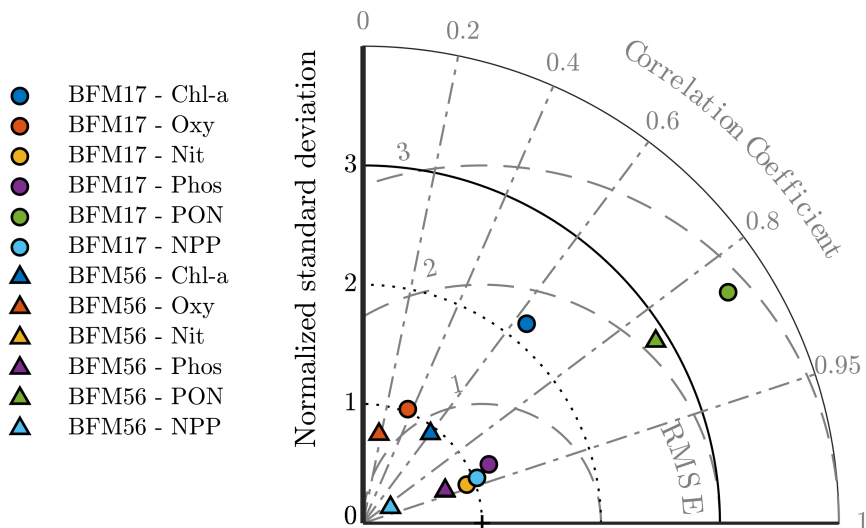 BFM17 - Chl-a
BFM17 - Oxy
BFM17 - Nit
BFM17 - Phos
BFM17 - PON
BFM17 - NPP
BFM56 - Chl-a
BFM56 - Oxy
BFM56 - Nit
BFM56 - Phos
BFM56 - PON
BFM56 - NPP
Normalized standard deviation
3
2
1
0
0
0.2
0.4
0.6
0.8
0.95
1
Correlation Coefficient
3
2
1
RMSE